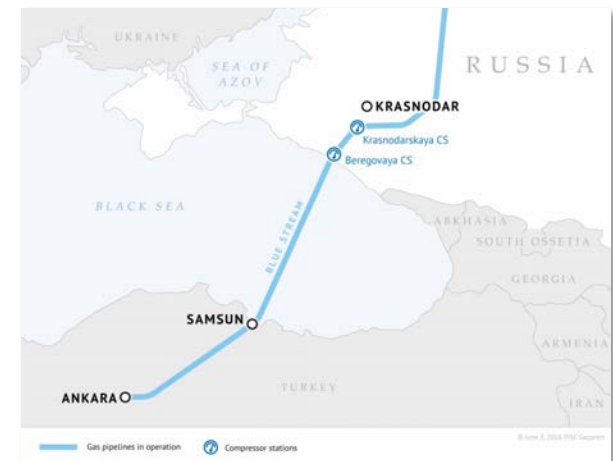 UKRAINE
SEA OF
AZOV
RUSSIA
KRASNODAR
Krasnodarskaya CS
Beregovaya CS
BLACK SEA
BLUE STREAM
ABKHASIA
SOUTH OSSETIA
GEORGIA
SAMSUN
ARMENIA
ANKARA
TURKEY
IRAN
Gas pipelines in operation
Compressor stations